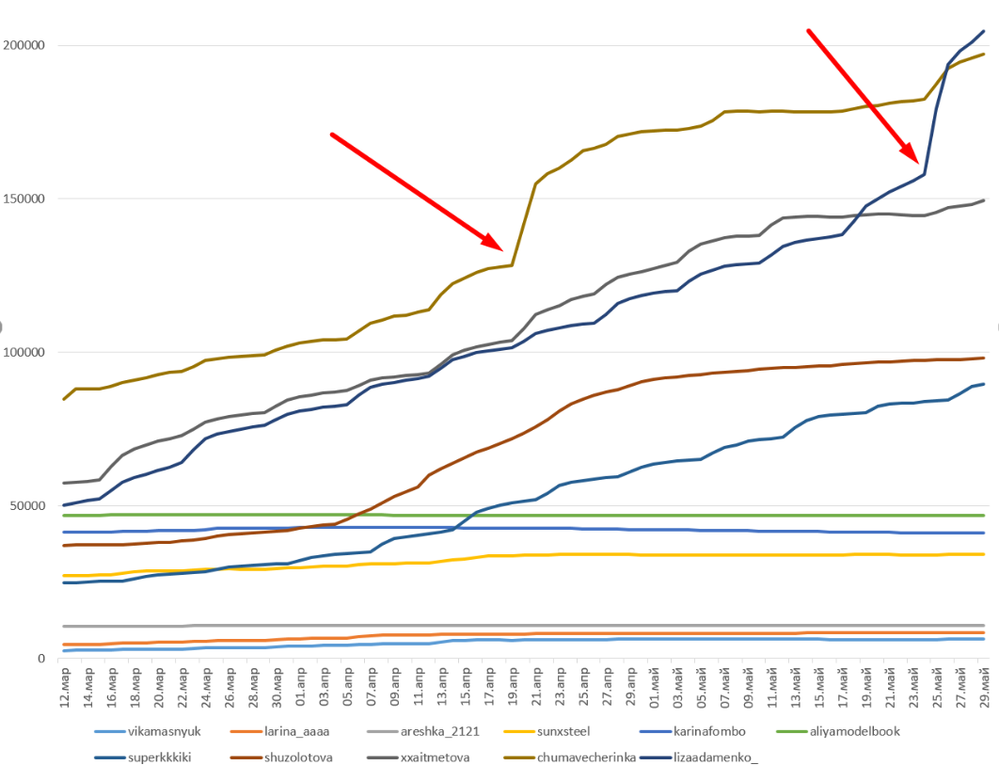 200000
150000
100000
50000
0
12.мар 14.мар 16.мар 18.мар 20.мар 22.мар 24.мар 26.мар 28.мар 30.мар 01.апр 03.апр 05.апр 07.апр 09.апр 11.апр 13.апр 15.апр 17.апр 19.апр 21.апр 23.апр 25.апр 27.апр 29.апр 01.май 03.май 05.май 07.май 09.май 11.май 13.май 15.май 17.май 19.май 21.май 23.май 25.май 27.май 29.май
vikamasnyuk larina_aaaa areshka_2121 sunxsteel karinafombo aliyamodelbook
superkkkiki shuzolotova xxaitmetova chumavecherinka lizaadamenko_